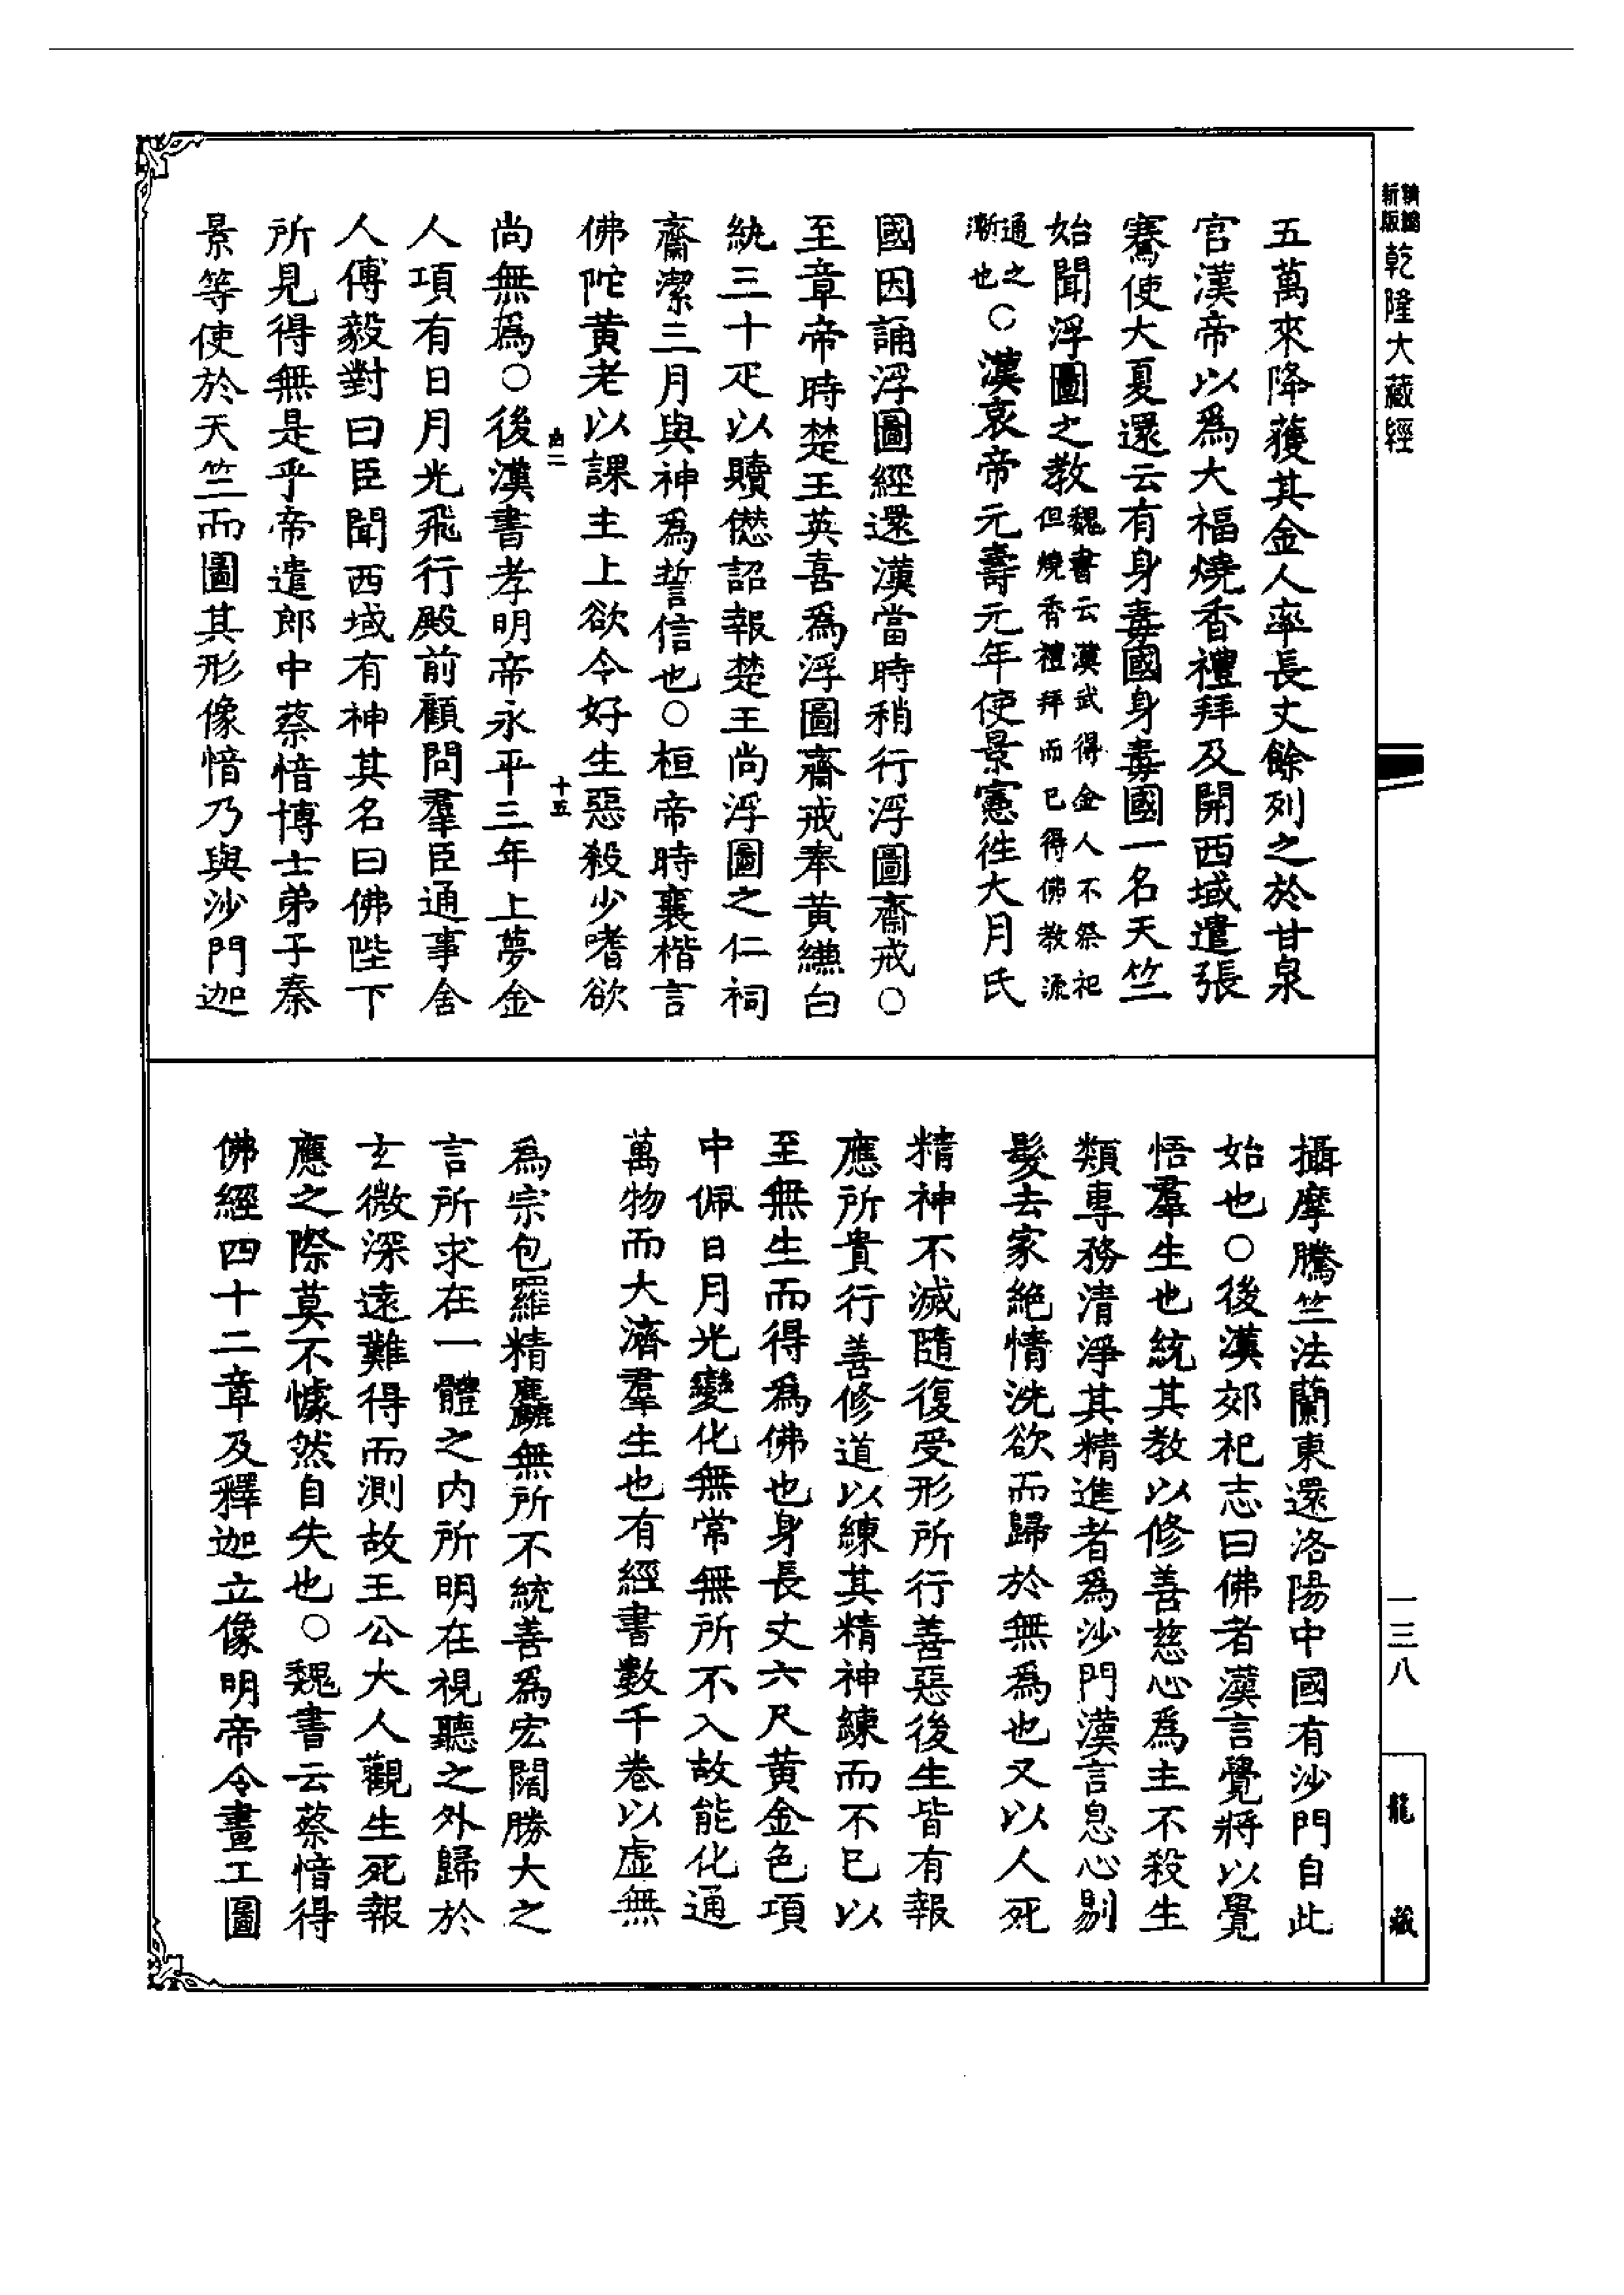 新版
乾隆大藏經
五萬來降獲其金人率長丈餘列之於甘泉
官漢帝以爲大福燒香禮拜及開西域遣張
騫使大夏還云有身毒國身毒國一名天竺
始聞浮圖之教魏書云漢武得金人不祭祀但燒香禮拜而已得佛教流
通之漸也○漢哀帝元壽元年使景憲徃大月氏
國因誦浮圖經還漢當時稍行浮圖齋戒○
至章帝時楚王英喜爲浮圖齋戒奉黃縑白
紈三十疋以贖愆詔報楚王尚浮圖之仁祠
齋潔三月與神爲誓信也○桓帝時襄楷言
佛陀黃老以課主上欲令好生惡殺少嗜欲
二 十五
尚無爲○後漢書孝明帝永平三年上夢金
人項有日月光飛行殿前顧問羣臣通事舍
人傅毅對曰臣聞西域有神其名曰佛陛下
所見得無是乎帝遣郎中蔡愔博士弟子秦
景等使於天竺而圖其形像愔乃與沙門迦
攝摩騰竺法蘭東還洛陽中國有沙門自此
始也○後漢郊祀志曰佛者漢言覺將以覺
悟羣生也統其教以修善慈心爲主不殺生
類專務清淨其精進者爲沙門漢言息心剔
髮去家絕情洗欲而歸於無爲也又以人死
精神不滅隨復受形所行善惡後生皆有報
應所貴行善修道以練其精神練而不已以
至無生而得爲佛也身長丈六尺黃金色項
中佩日月光變化無常無所不入故能化通
萬物而大濟羣生也有經書數千卷以虛無
爲宗包羅精麤無所不統善爲宏闊勝大之
言所求在一體之內所明在視聽之外歸於
玄微深遠難得而測故王公大人觀生死報
應之際莫不懅然自失也○魏書云蔡愔得
佛經四十二章及釋迦立像明帝令畫工圖
一三八
龍藏